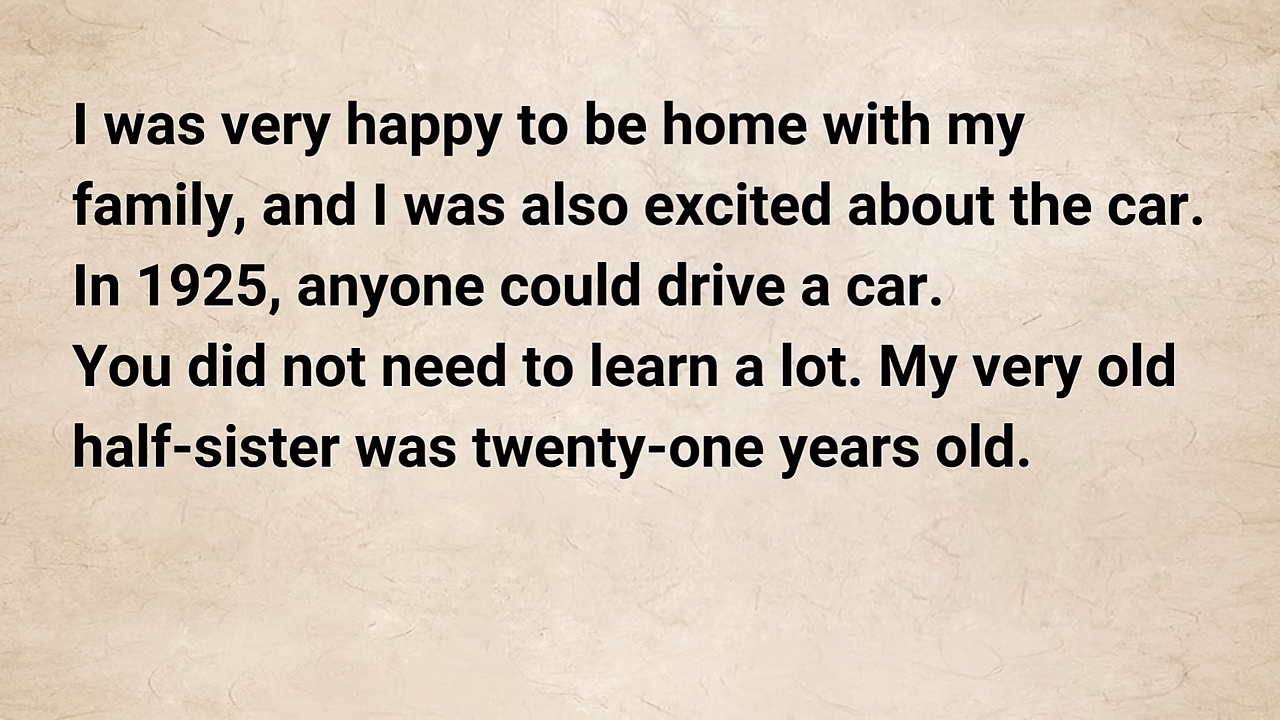 I was very happy to be home with my
family, and I was also excited about the car.
In 1925, anyone could drive a car.
You did not need to learn a lot. My very old
half-sister was twenty-one years old.